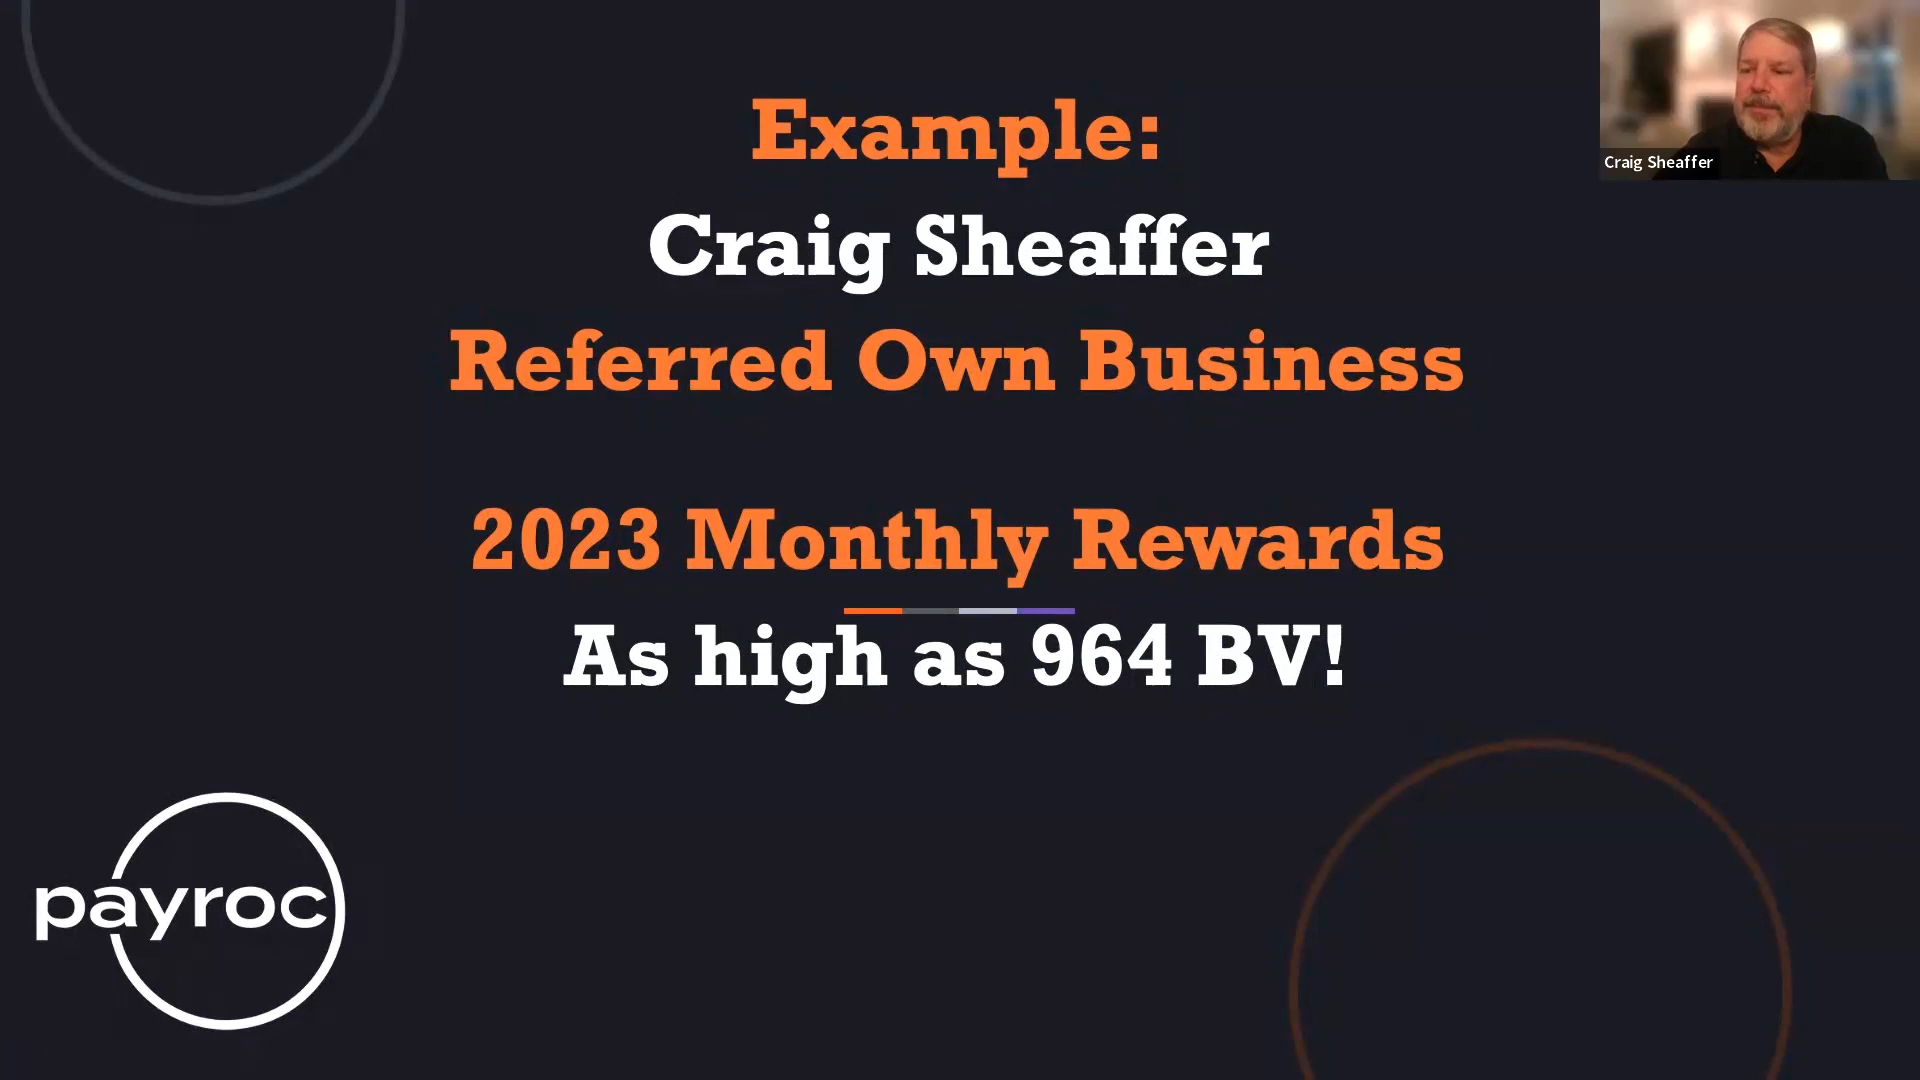 Example:
Craig Sheaffer
Referred Own Business
2023 Monthly Rewards
As high as 964 BV!
Craig Sheaffer
payroc